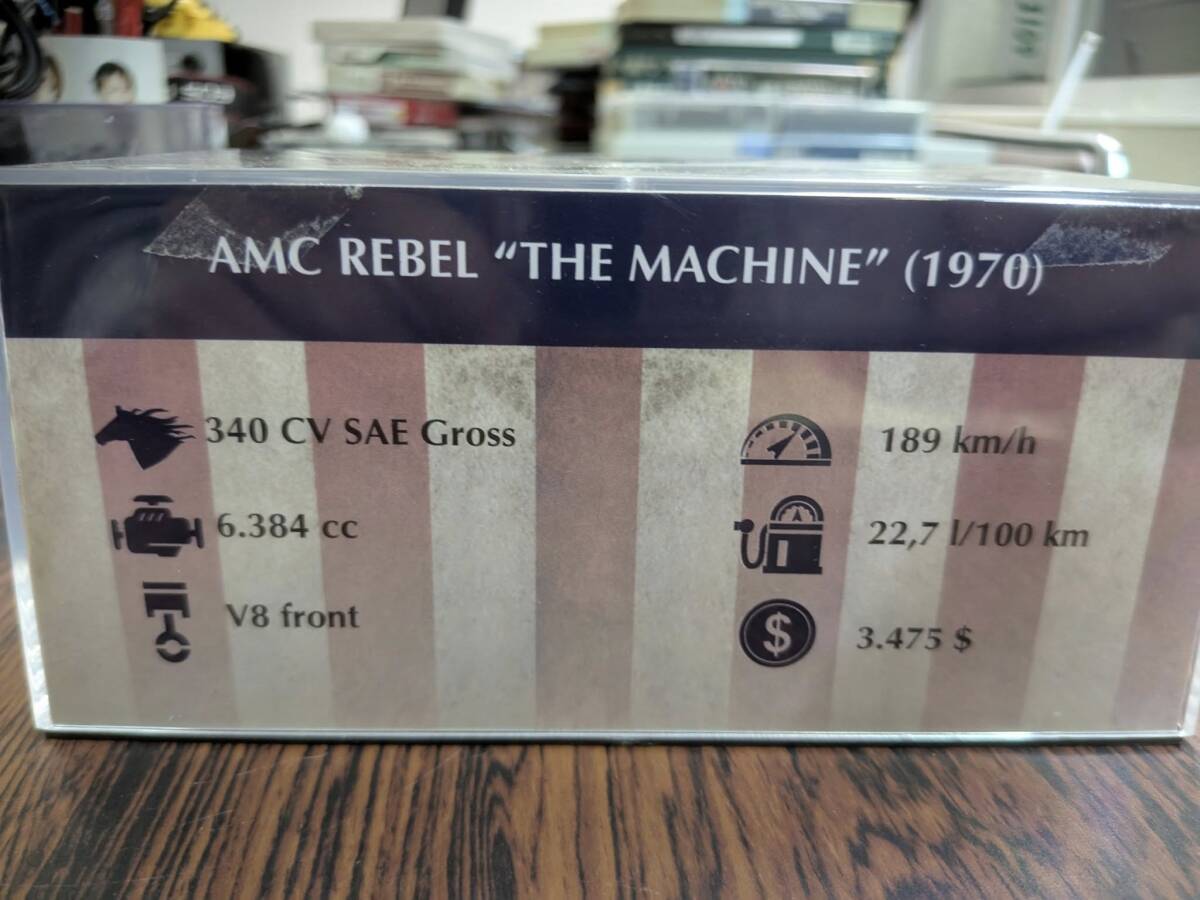 AMC REBEL “THE MACHINE” (1970)
340 CV SAE Gross
6.384 cc
V8 front
189 km/h
22,7 l/100 km
$
3.475 $